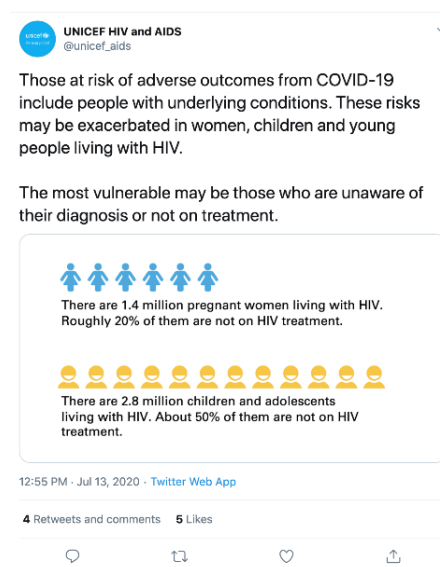 unicef
UNICEF HIV and AIDS
@unicef_aids
Those at risk of adverse outcomes from COVID-19
include people with underlying conditions. These risks
may be exacerbated in women, children and young
people living with HIV.
The most vulnerable may be those who are unaware of
their diagnosis or not on treatment.
There are 1.4 million pregnant women living with HIV.
Roughly 20% of them are not on HIV treatment.
There are 2.8 million children and adolescents
living with HIV. About 50% of them are not on HIV
treatment.
12:55 PM · Jul 13, 2020 · Twitter Web App
4 Retweets and comments 5 Likes